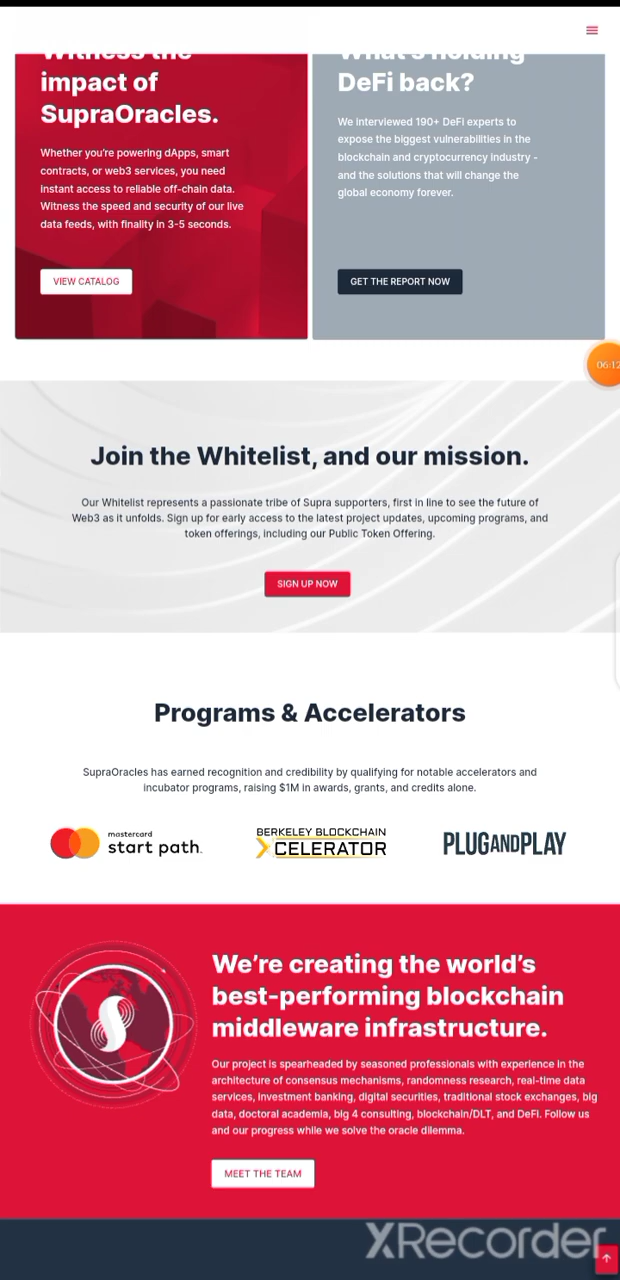 Witness the
impact of
SupraOracles.
Whether you're powering dApps, smart
contracts, or web3 services, you need
instant access to reliable off-chain data.
Witness the speed and security of our live
data feeds, with finality in 3-5 seconds.
VIEW CATALOG
What's holding
DeFi back?
We interviewed 190+ DeFi experts to
expose the biggest vulnerabilities in the
blockchain and cryptocurrency industry -
and the solutions that will change the
global economy forever.
GET THE REPORT NOW
06:12
Join the Whitelist, and our mission.
Our Whitelist represents a passionate tribe of Supra supporters, first in line to see the future of
Web3 as it unfolds. Sign up for early access to the latest project updates, upcoming programs, and
token offerings, including our Public Token Offering.
SIGN UP NOW
Programs & Accelerators
SupraOracles has earned recognition and credibility by qualifying for notable accelerators and
incubator programs, raising $1M in awards, grants, and credits alone.
mastercard
start path.
BERKELEY BLOCKCHAIN
CELERATOR
PLUGANDPLAY
We're creating the world's
best-performing blockchain
middleware infrastructure.
Our project is spearheaded by seasoned professionals with experience in the
architecture of consensus mechanisms, randomness research, real-time data
services, investment banking, digital securities, traditional stock exchanges, big
data, doctoral academia, big 4 consulting, blockchain/DLT, and DeFi. Follow us
and our progress while we solve the oracle dilemma.
MEET THE TEAM
XRecorder